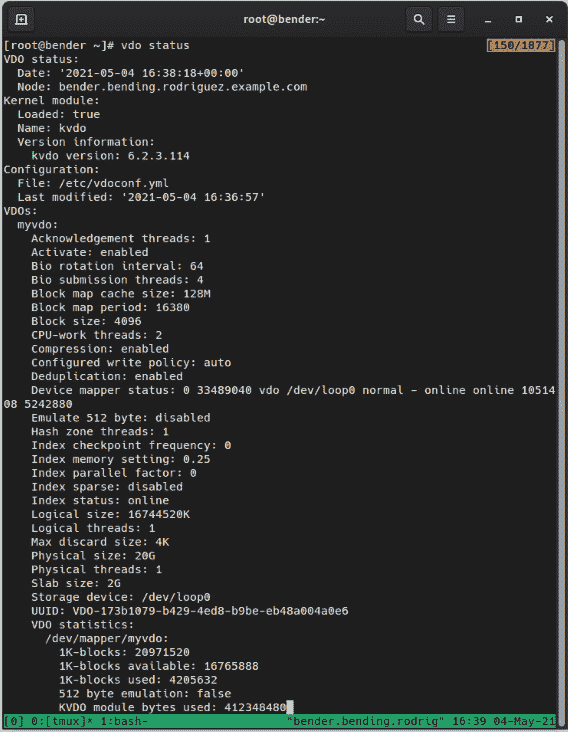 root@bender:~
[root@bender ~]# vdo status [150/1877]
VDO status:
Date: '2021-05-04 16:38:18+00:00'
Node: bender.bending.rodriguez.example.com
Kernel module:
Loaded: true
Name: kvdo
Version information:
kvdo version: 6.2.3.114
Configuration:
File: /etc/vdoconf.yml
Last modified: '2021-05-04 16:36:57'
VDOs:
myvdo:
Acknowledgement threads: 1
Activate: enabled
Bio rotation interval: 64
Bio submission threads: 4
Block map cache size: 128M
Block map period: 16380
Block size: 4096
CPU-work threads: 2
Compression: enabled
Configured write policy: auto
Deduplication: enabled
Device mapper status: 0 33489040 vdo /dev/loop0 normal - online online 10514
08 5242880
Emulate 512 byte: disabled
Hash zone threads: 1
Index checkpoint frequency: 0
Index memory setting: 0.25
Index parallel factor: 0
Index sparse: disabled
Index status: online
Logical size: 16744520K
Logical threads: 1
Max discard size: 4K
Physical size: 20G
Physical threads: 1
Slab size: 2G
Storage device: /dev/loop0
UUID: VDO-173b1079-b429-4ed8-b9be-eb48a004a0e6
VDO statistics:
/dev/mapper/myvdo:
1K-blocks: 20971520
1K-blocks available: 16765888
1K-blocks used: 4205632
512 byte emulation: false
KVDO module bytes used: 412348480
[0] 0:[tmux]* 1:bash- "bender.bending.rodrig" 16:39 04-May-21